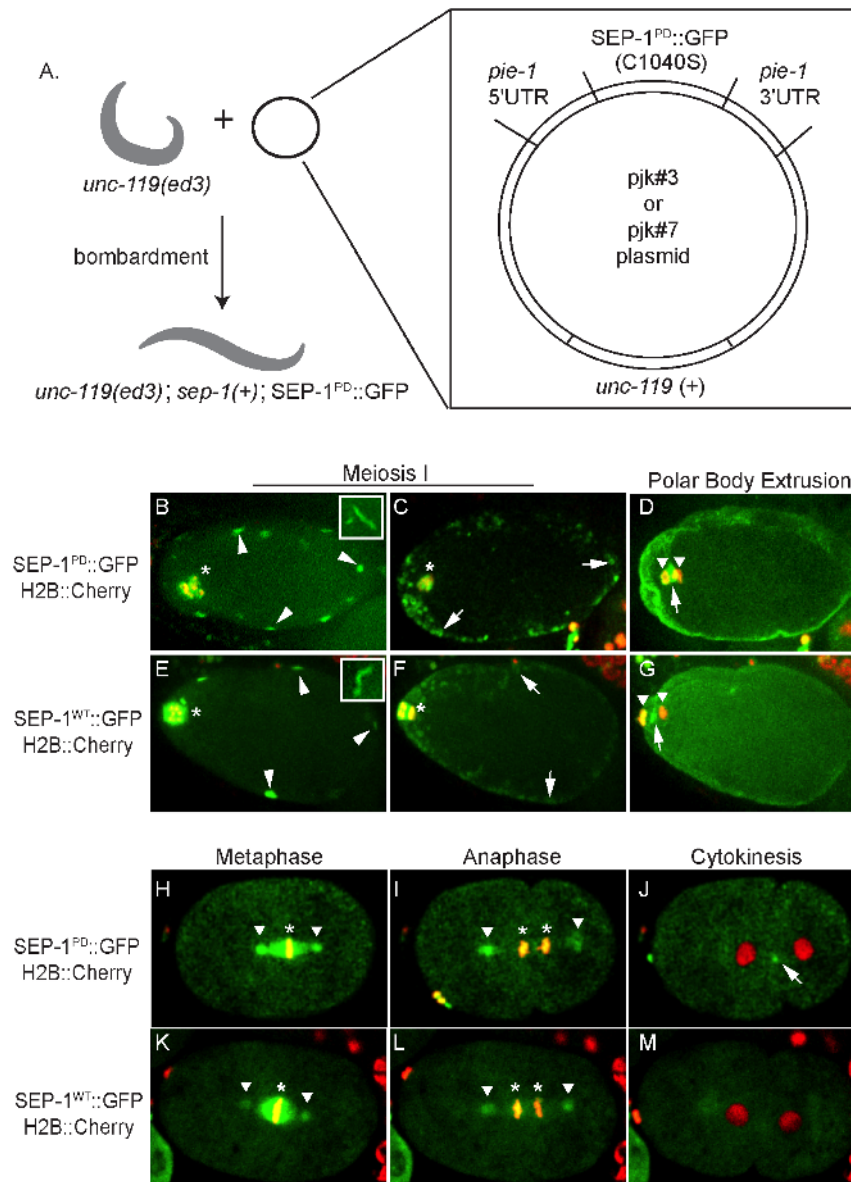 A.
unc-119(ed3)
+
bombardment
unc-119(ed3); sep-1(+); SEP-1PD::GFP
SEP-1PD::GFP
(C1040S)
pie-1
5'UTR
pie-1
3'UTR
pjk#3
or
pjk#7
plasmid
unc-119 (+)
Meiosis I
Polar Body Extrusion
SEP-1PD::GFP
H2B::Cherry
B
*
C
*
D
SEP-1WT::GFP
H2B::Cherry
E
*
F
*
G
Metaphase
Anaphase
Cytokinesis
SEP-1PD::GFP
H2B::Cherry
H
*
I
* *
J
SEP-1WT::GFP
H2B::Cherry
K
*
L
* *
M